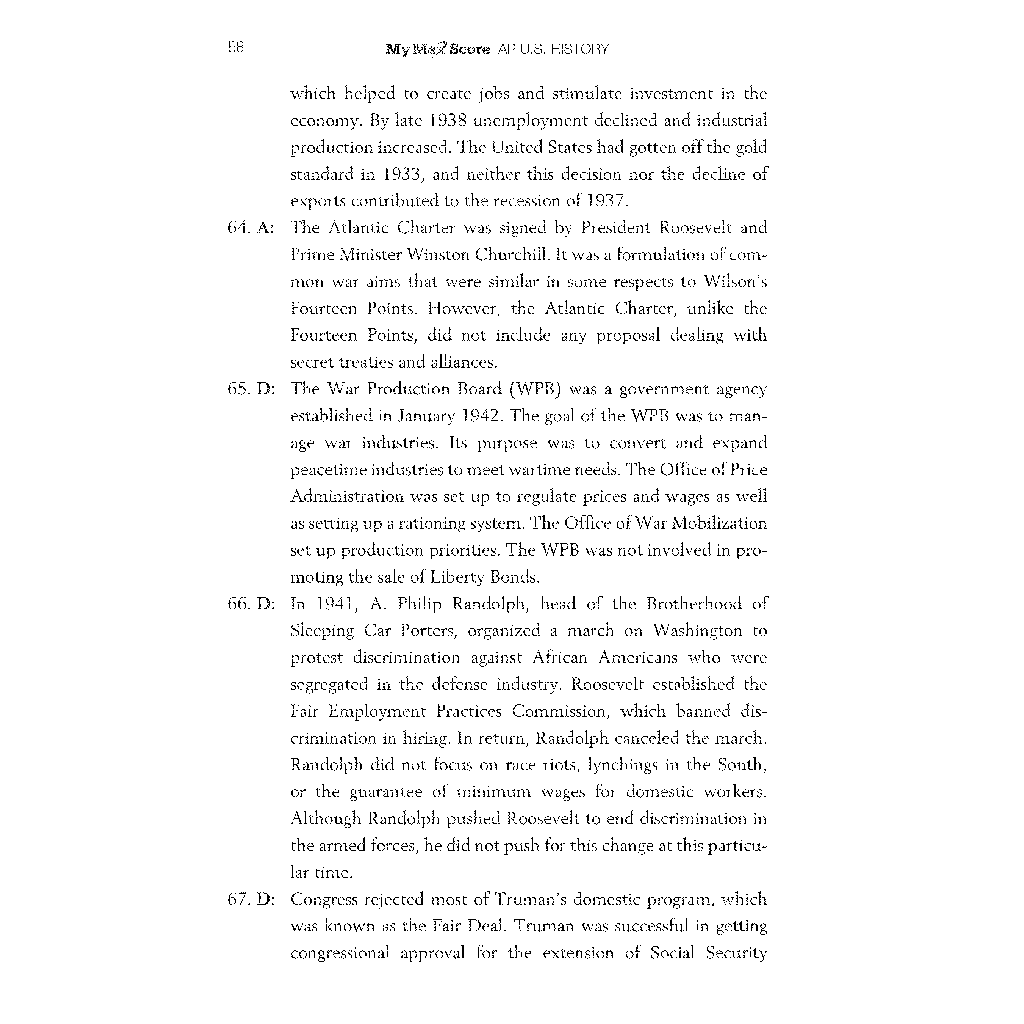 58
My Max Score AP U.S. HISTORY
which helped to create jobs and stimulate investment in the
economy. By late 1938 unemployment declined and industrial
production increased. The United States had gotten off the gold
standard in 1933, and neither this decision nor the decline of
exports contributed to the recession of 1937.
64. A: The Atlantic Charter was signed by President Roosevelt and
Prime Minister Winston Churchill. It was a formulation of com-
mon war aims that were similar in some respects to Wilson's
Fourteen Points. However, the Atlantic Charter, unlike the
Fourteen Points, did not include any proposal dealing with
secret treaties and alliances.
65. D: The War Production Board (WPB) was a government agency
established in January 1942. The goal of the WPB was to man-
age war industries. Its purpose was to convert and expand
peacetime industries to meet wartime needs. The Office of Price
Administration was set up to regulate prices and wages as well
as setting up a rationing system. The Office of War Mobilization
set up production priorities. The WPB was not involved in pro-
moting the sale of Liberty Bonds.
66. D: In 1941, A. Philip Randolph, head of the Brotherhood of
Sleeping Car Porters, organized a march on Washington to
protest discrimination against African Americans who were
segregated in the defense industry. Roosevelt established the
Fair Employment Practices Commission, which banned dis-
crimination in hiring. In return, Randolph canceled the march.
Randolph did not focus on race riots, lynchings in the South,
or the guarantee of minimum wages for domestic workers.
Although Randolph pushed Roosevelt to end discrimination in
the armed forces, he did not push for this change at this particu-
lar time.
67. D: Congress rejected most of Truman's domestic program, which
was known as the Fair Deal. Truman was successful in getting
congressional approval for the extension of Social Security